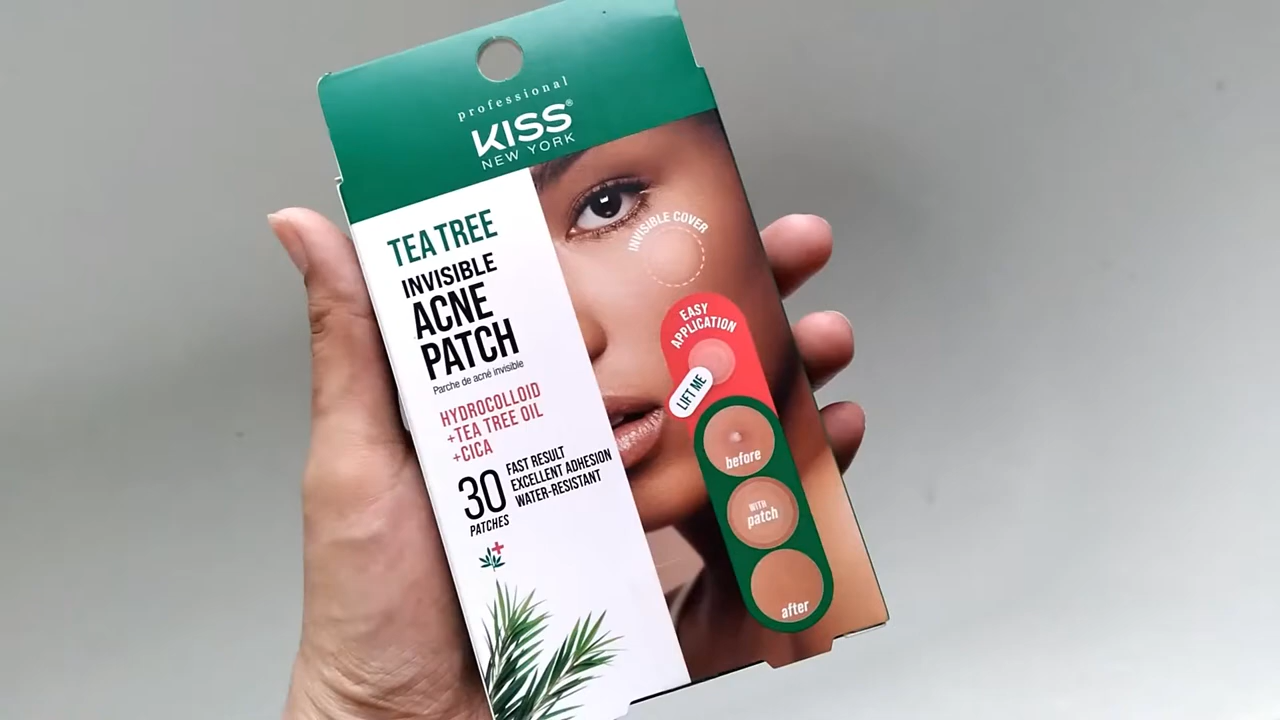 professional
KISS®
NEW YORK
TEA TREE
INVISIBLE
ACNE
PATCH
Parche de acné invisible
HYDROCOLLOID
+TEA TREE OIL
+CICA
30
PATCHES
FAST RESULT
EXCELLENT ADHESION
WATER-RESISTANT
INVISIBLE COVER
EASY
APPLICATION
LIFT ME
before
WITH
patch
after